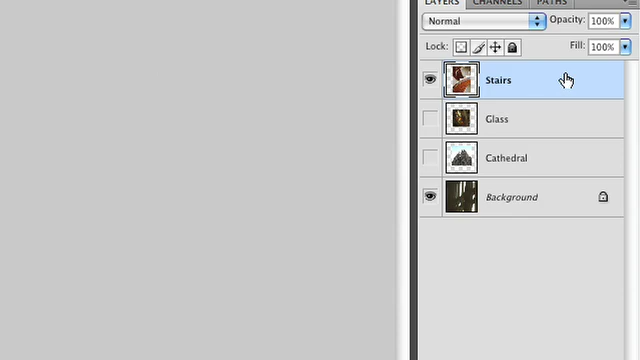 LAYERS CHANNELS PATHS
Normal Opacity: 100%
Lock: Fill: 100%
Stairs
Glass
Cathedral
Background